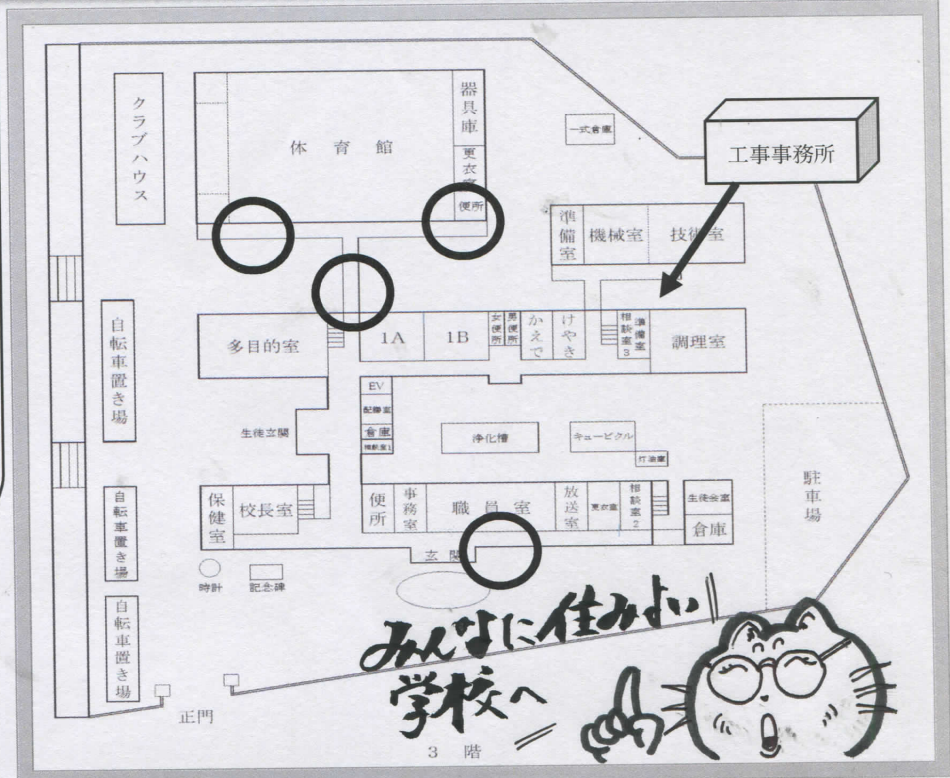 クラブハウス
体育館
器具庫
更衣室
便所
一式倉庫
工事事務所
準備室
機械室
技術室
自転車置き場
多目的室
1A
1B
女便所
男便所
かえで
けやき
相談室3
準備室
調理室
EV
配膳室
倉庫
相談室1
生徒玄関
浄化槽
キュービクル
灯油庫
駐車場
自転車置き場
保健室
校長室
便所
事務室
職員室
放送室
更衣室
相談室2
生徒会室
倉庫
玄関
時計
記念碑
自転車置き場
正門
みんなに住みよい
学校へ
3階